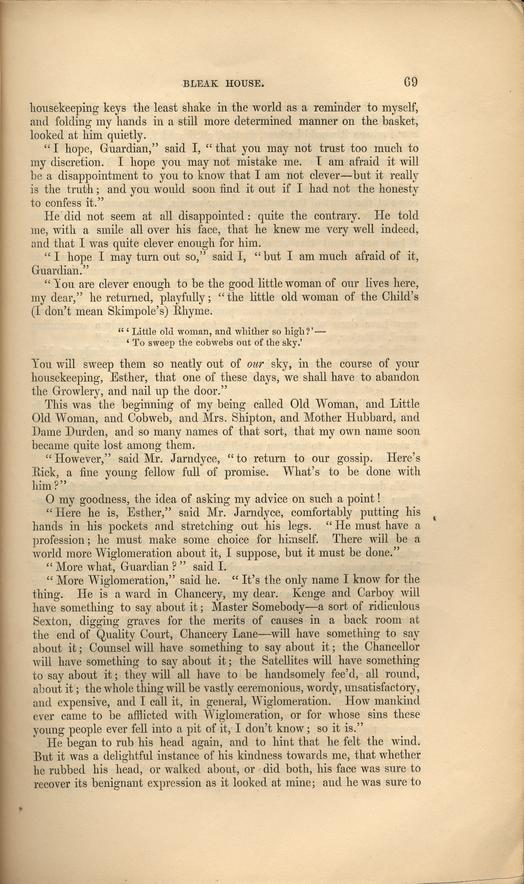 BLEAK HOUSE. 69
housekeeping keys the least shake in the world as a reminder to myself,
and folding my hands in a still more determined manner on the basket,
looked at him quietly.
"I hope, Guardian," said I, "that you may not trust too much to
my discretion. I hope you may not mistake me. I am afraid it will
be a disappointment to you to know that I am not clever—but it really
is the truth; and you would soon find it out if I had not the honesty
to confess it."
He did not seem at all disappointed: quite the contrary. He told
me, with a smile all over his face, that he knew me very well indeed,
and that I was quite clever enough for him.
"I hope I may turn out so," said I, "but I am much afraid of it,
Guardian."
"You are clever enough to be the good little woman of our lives here,
my dear," he returned, playfully; "the little old woman of the Child's
(I don't mean Skimpole's) Rhyme.
"'Little old woman, and whither so high?'—
'To sweep the cobwebs out of the sky.'
You will sweep them so neatly out of our sky, in the course of your
housekeeping, Esther, that one of these days, we shall have to abandon
the Growlery, and nail up the door."
This was the beginning of my being called Old Woman, and Little
Old Woman, and Cobweb, and Mrs. Shipton, and Mother Hubbard, and
Dame Durden, and so many names of that sort, that my own name soon
became quite lost among them.
"However," said Mr. Jarndyce, "to return to our gossip. Here's
Rick, a fine young fellow full of promise. What's to be done with
him?"
O my goodness, the idea of asking my advice on such a point!
"Here he is, Esther," said Mr. Jarndyce, comfortably putting his
hands in his pockets and stretching out his legs. "He must have a
profession; he must make some choice for himself. There will be a
world more Wiglomeration about it, I suppose, but it must be done."
"More what, Guardian?" said I.
"More Wiglomeration," said he. "It's the only name I know for the
thing. He is a ward in Chancery, my dear. Kenge and Carboy will
have something to say about it; Master Somebody—a sort of ridiculous
Sexton, digging graves for the merits of causes in a back room at
the end of Quality Court, Chancery Lane—will have something to say
about it; Counsel will have something to say about it; the Chancellor
will have something to say about it; the Satellites will have something
to say about it; they will all have to be handsomely fee'd, all round,
about it; the whole thing will be vastly ceremonious, wordy, unsatisfactory,
and expensive, and I call it, in general, Wiglomeration. How mankind
ever came to be afflicted with Wiglomeration, or for whose sins these
young people ever fell into a pit of it, I don't know; so it is."
He began to rub his head again, and to hint that he felt the wind.
But it was a delightful instance of his kindness towards me, that whether
he rubbed his head, or walked about, or did both, his face was sure to
recover its benignant expression as it looked at mine; and he was sure to